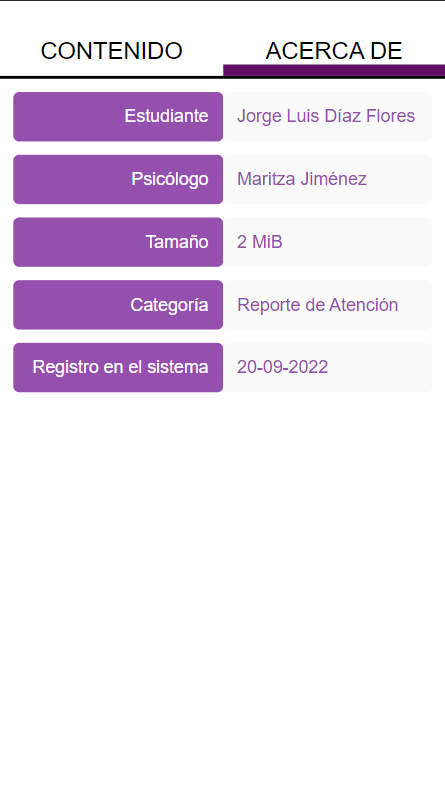 CONTENIDO ACERCA DE
Estudiante Jorge Luis Díaz Flores
Psicólogo Maritza Jiménez
Tamaño 2 MiB
Categoría Reporte de Atención
Registro en el sistema 20-09-2022